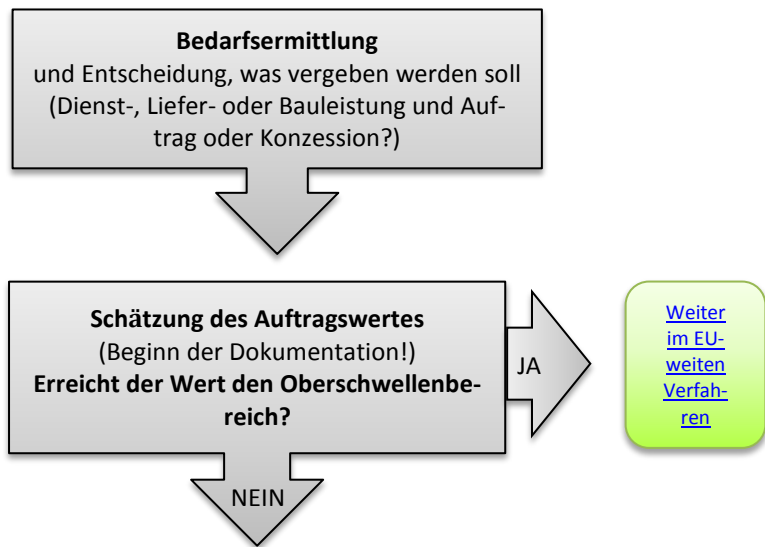 Bedarfsermittlung
und Entscheidung, was vergeben werden soll
(Dienst-, Liefer- oder Bauleistung und Auf-
trag oder Konzession?)
Schätzung des Auftragswertes
(Beginn der Dokumentation!)
Erreicht der Wert den Oberschwellenbe-
reich?
JA
Weiter
im EU-
weiten
Verfah-
ren
NEIN